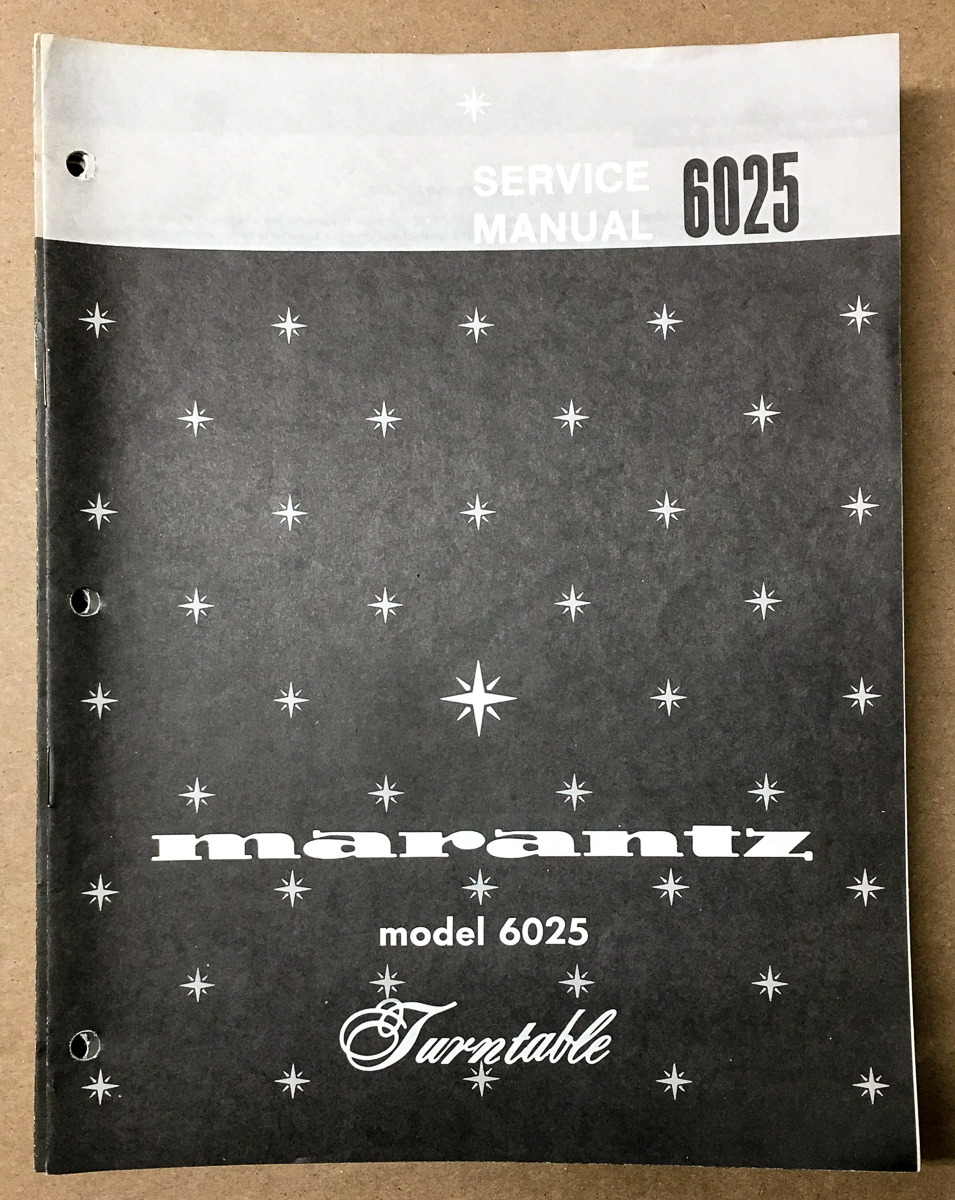 SERVICE
MANUAL 6025
marantz
model 6025
Turntable